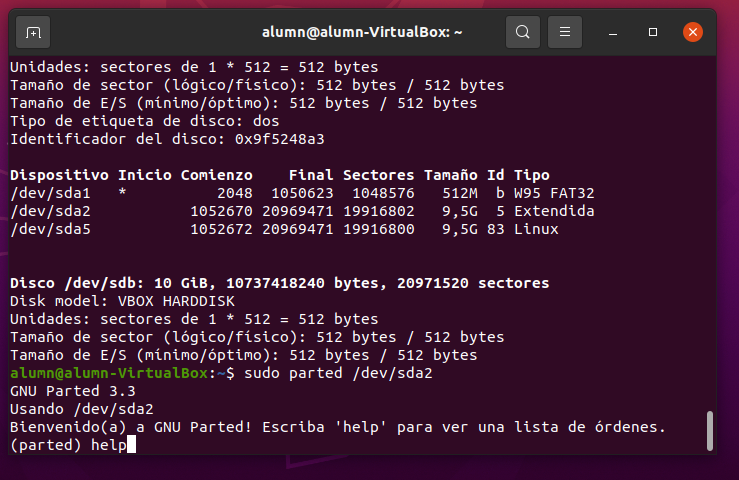 alumn@alumn-VirtualBox: ~
Unidades: sectores de 1 * 512 = 512 bytes
Tamaño de sector (lógico/físico): 512 bytes / 512 bytes
Tamaño de E/S (mínimo/óptimo): 512 bytes / 512 bytes
Tipo de etiqueta de disco: dos
Identificador del disco: 0x9f5248a3
Dispositivo Inicio Comienzo    Final Sectores Tamaño Id Tipo
/dev/sda1   *          2048  1050623  1048576   512M  b W95 FAT32
/dev/sda2           1052670 20969471 19916802   9,5G  5 Extendida
/dev/sda5           1052672 20969471 19916800   9,5G 83 Linux
Disco /dev/sdb: 10 GiB, 10737418240 bytes, 20971520 sectores
Disk model: VBOX HARDDISK
Unidades: sectores de 1 * 512 = 512 bytes
Tamaño de sector (lógico/físico): 512 bytes / 512 bytes
Tamaño de E/S (mínimo/óptimo): 512 bytes / 512 bytes
alumn@alumn-VirtualBox:~$ sudo parted /dev/sda2
GNU Parted 3.3
Usando /dev/sda2
Bienvenido(a) a GNU Parted! Escriba 'help' para ver una lista de órdenes.
(parted) help